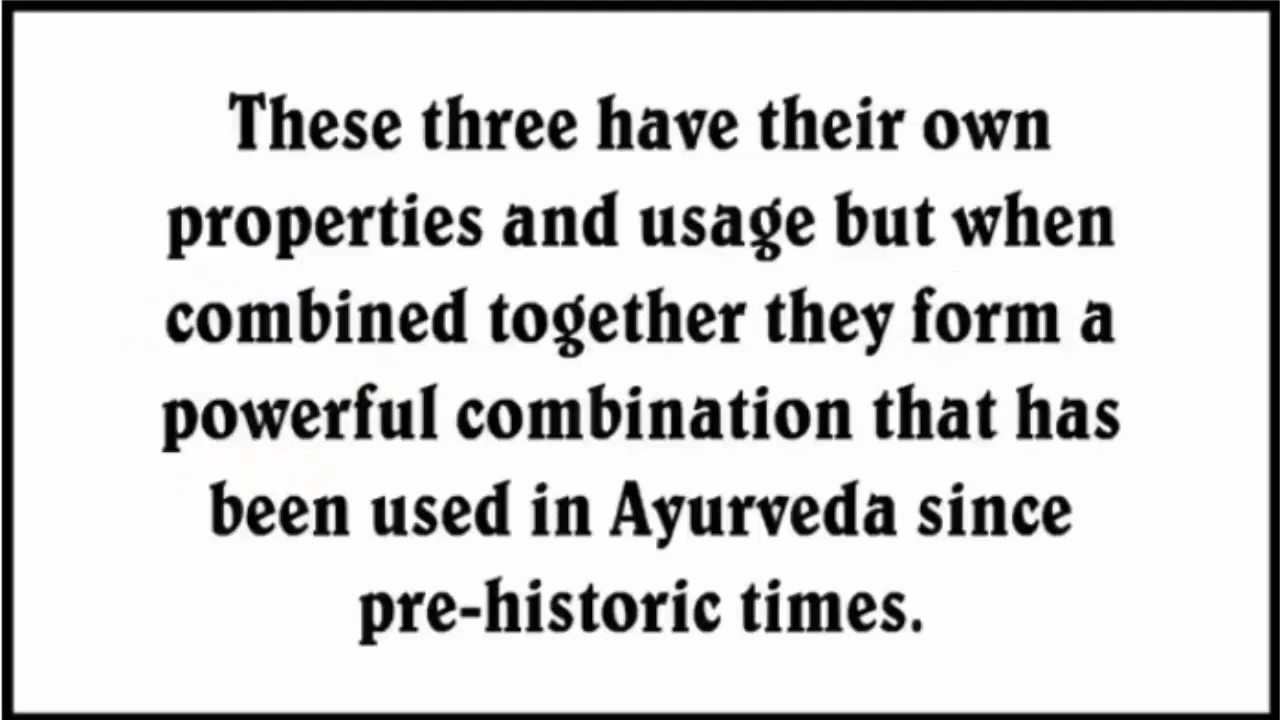 These three have their own
properties and usage but when
combined together they form a
powerful combination that has
been used in Ayurveda since
pre-historic times.